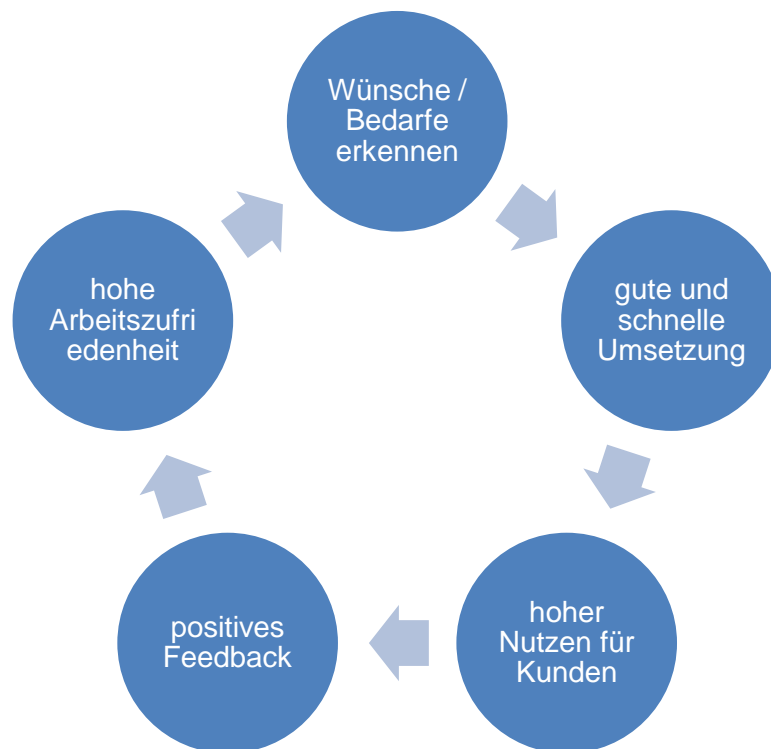 Wünsche /
Bedarfe
erkennen
gute und
schnelle
Umsetzung
hoher
Nutzen für
Kunden
positives
Feedback
hohe
Arbeitszufri
edenheit